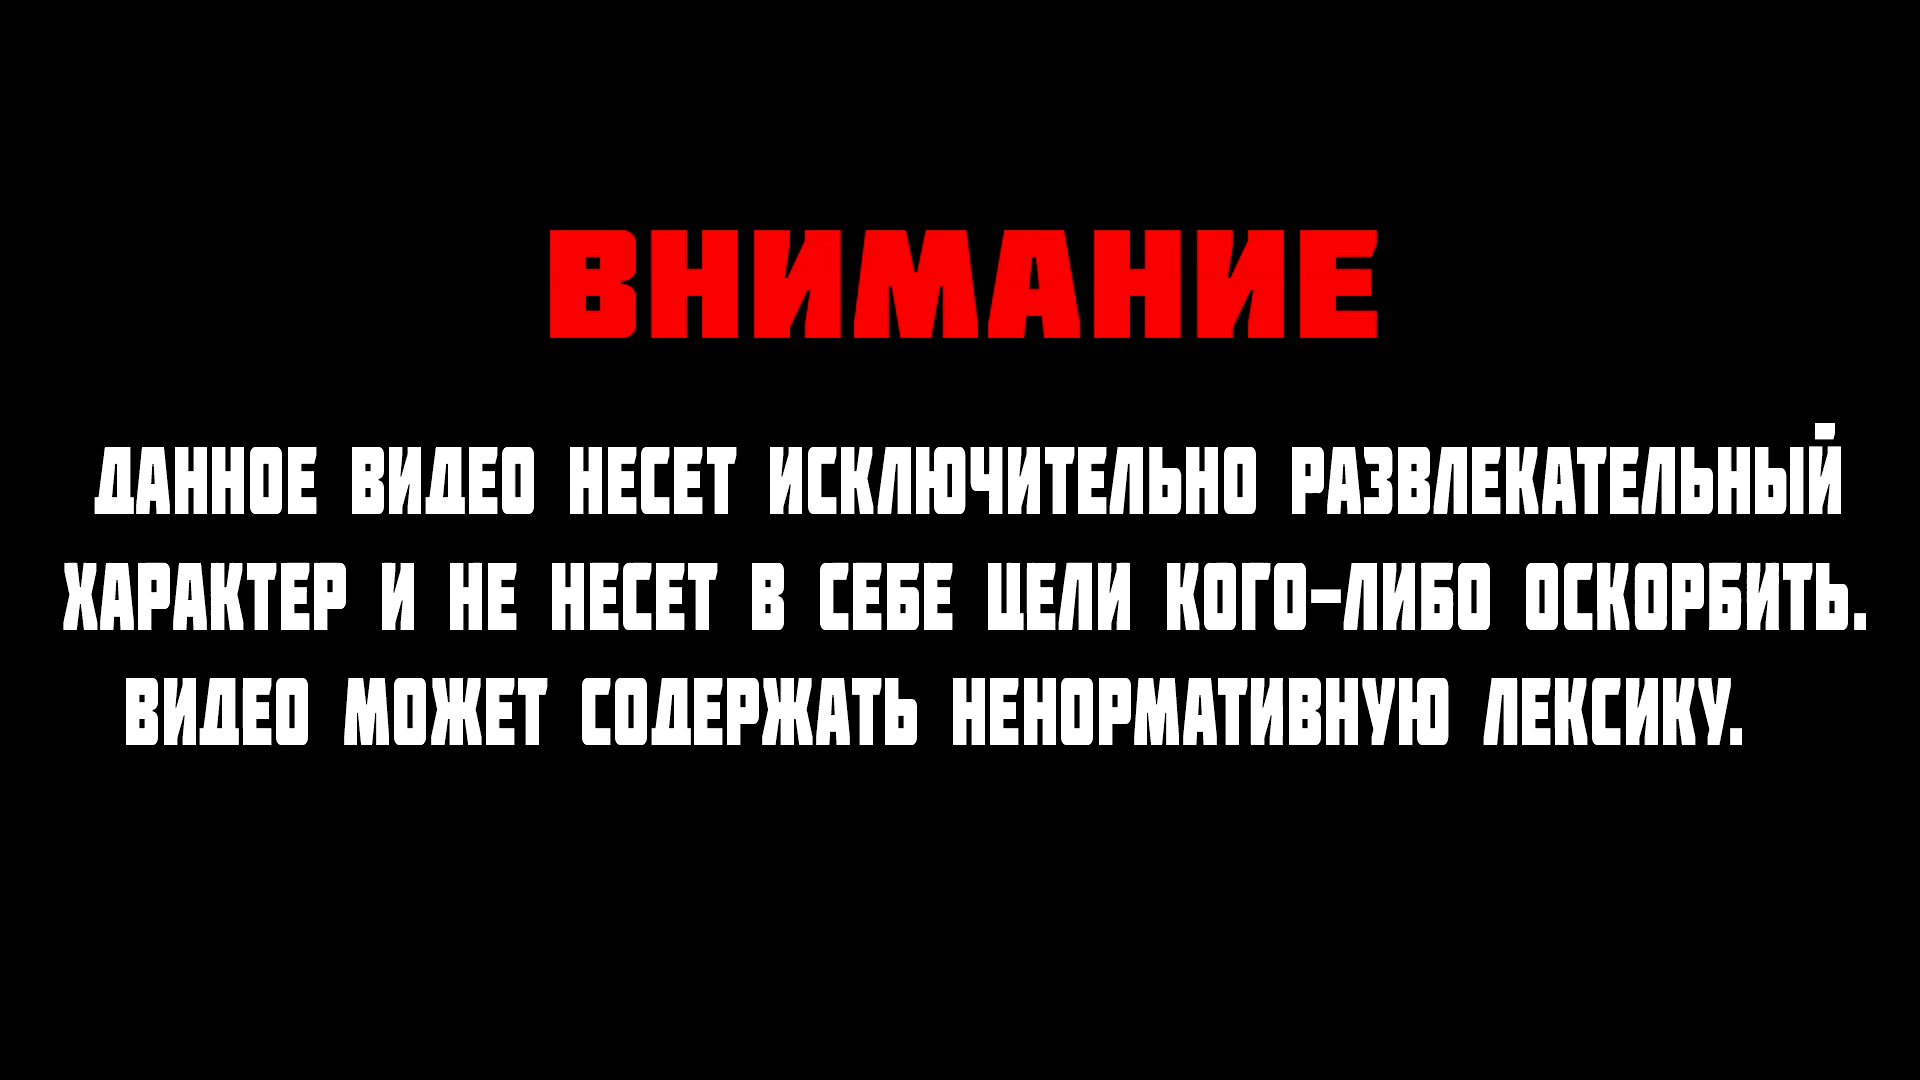 ВНИМАНИЕ
ДАННОЕ ВИДЕО НЕСЕТ ИСКЛЮЧИТЕЛЬНО РАЗВЛЕКАТЕЛЬНЫЙ
ХАРАКТЕР И НЕ НЕСЕТ В СЕБЕ ЦЕЛИ КОГО-ЛИБО ОСКОРБИТЬ.
ВИДЕО МОЖЕТ СОДЕРЖАТЬ НЕНОРМАТИВНУЮ ЛЕКСИКУ.